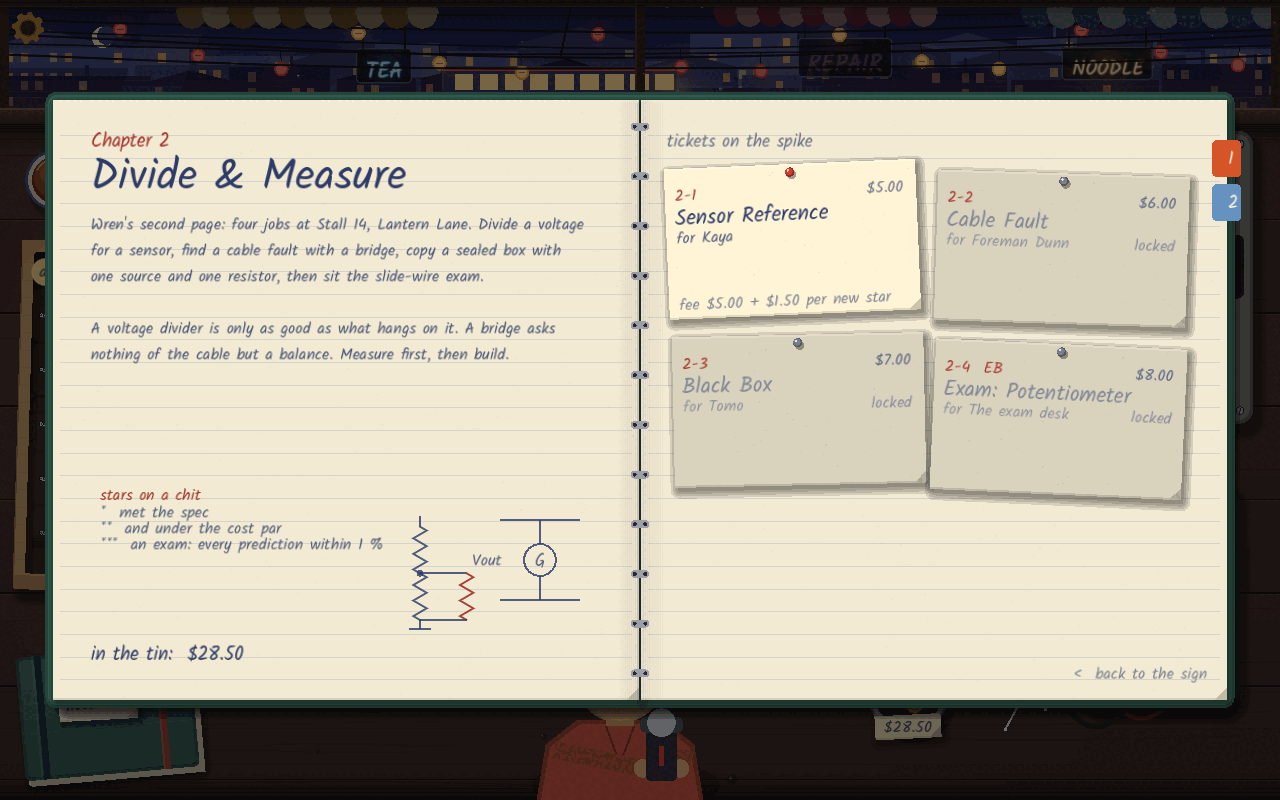 TEA
REPAIR
NOODLE
Chapter 2
Divide & Measure
Wren's second page: four jobs at Stall 14, Lantern Lane. Divide a voltage
for a sensor, find a cable fault with a bridge, copy a sealed box with
one source and one resistor, then sit the slide-wire exam.
A voltage divider is only as good as what hangs on it. A bridge asks
nothing of the cable but a balance. Measure first, then build.
stars on a chit
* met the spec
** and under the cost par
*** an exam: every prediction within 1 %
Vout
G
in the tin: $28.50
tickets on the spike
2-1
$5.00
Sensor Reference
for Kaya
fee $5.00 + $1.50 per new star
2-2
$6.00
Cable Fault
for Foreman Dunn
locked
2-3
$7.00
Black Box
for Tomo
locked
2-4 EB
$8.00
Exam: Potentiometer
for The exam desk
locked
1
2
< back to the sign
$28.50